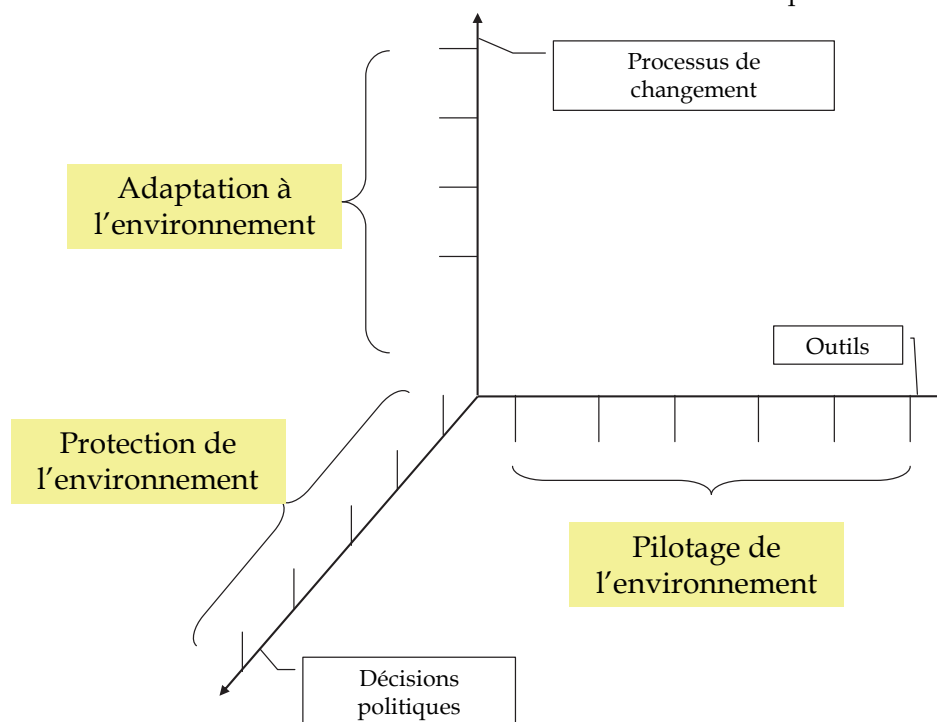 Processus de
changement
Adaptation à
l'environnement
Outils
Protection de
l'environnement
Pilotage de
l'environnement
Décisions
politiques